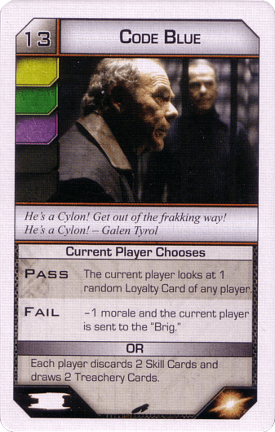 13 CODE BLUE
He's a Cylon! Get out of the frakking way!
He's a Cylon! – Galen Tyrol
Current Player Chooses
PASS The current player looks at 1
random Loyalty Card of any player.
FAIL -1 morale and the current player
is sent to the "Brig."
OR
Each player discards 2 Skill Cards and
draws 2 Treachery Cards.